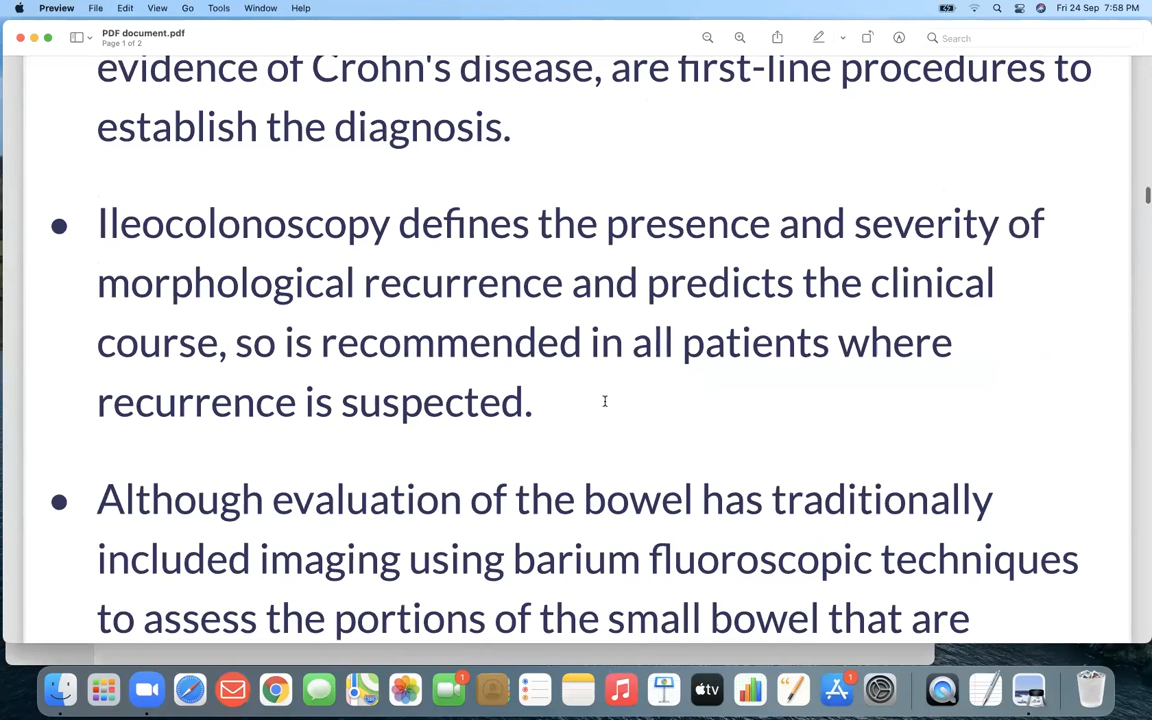 Preview File Edit View Go Tools Window Help Fri 24 Sep 7:58 PM
PDF document.pdf
Page 1 of 2
Search
evidence of Crohn's disease, are first-line procedures to
establish the diagnosis.
● Ileocolonoscopy defines the presence and severity of
morphological recurrence and predicts the clinical
course, so is recommended in all patients where
recurrence is suspected.
● Although evaluation of the bowel has traditionally
included imaging using barium fluoroscopic techniques
to assess the portions of the small bowel that are
1
tv
1